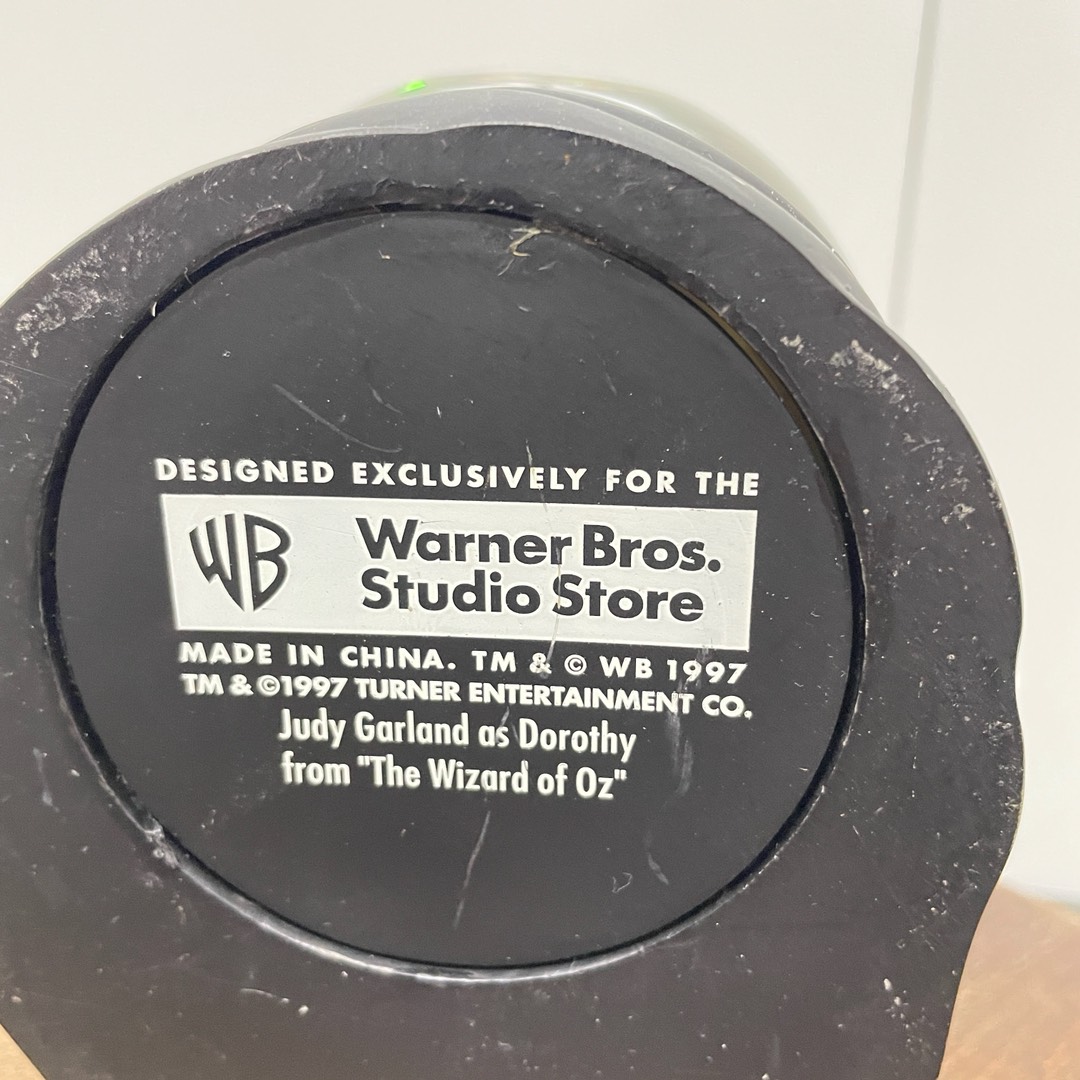 DESIGNED EXCLUSIVELY FOR THE
WB Warner Bros.
Studio Store
MADE IN CHINA. TM & © WB 1997
TM & ©1997 TURNER ENTERTAINMENT CO.
Judy Garland as Dorothy
from "The Wizard of Oz"